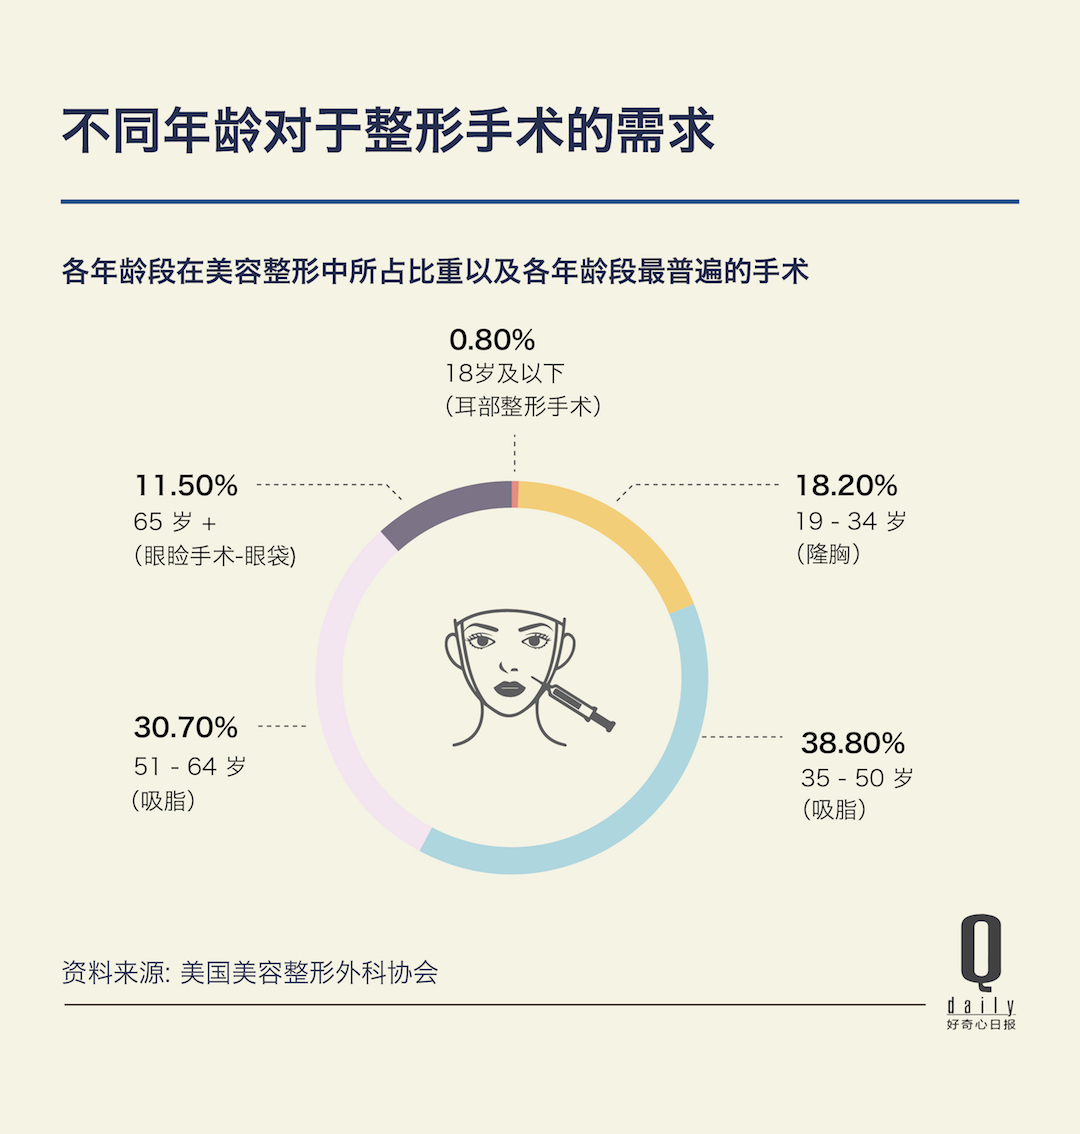 不同年龄对于整形手术的需求
各年龄段在美容整形中所占比重以及各年龄段最普遍的手术
0.80%
18岁及以下
（耳部整形手术）
11.50%
65 岁 +
（眼睑手术-眼袋)
18.20%
19 - 34 岁
（隆胸）
30.70%
51 - 64 岁
（吸脂）
38.80%
35 - 50 岁
（吸脂）
资料来源: 美国美容整形外科协会
Q
daily
好奇心日报